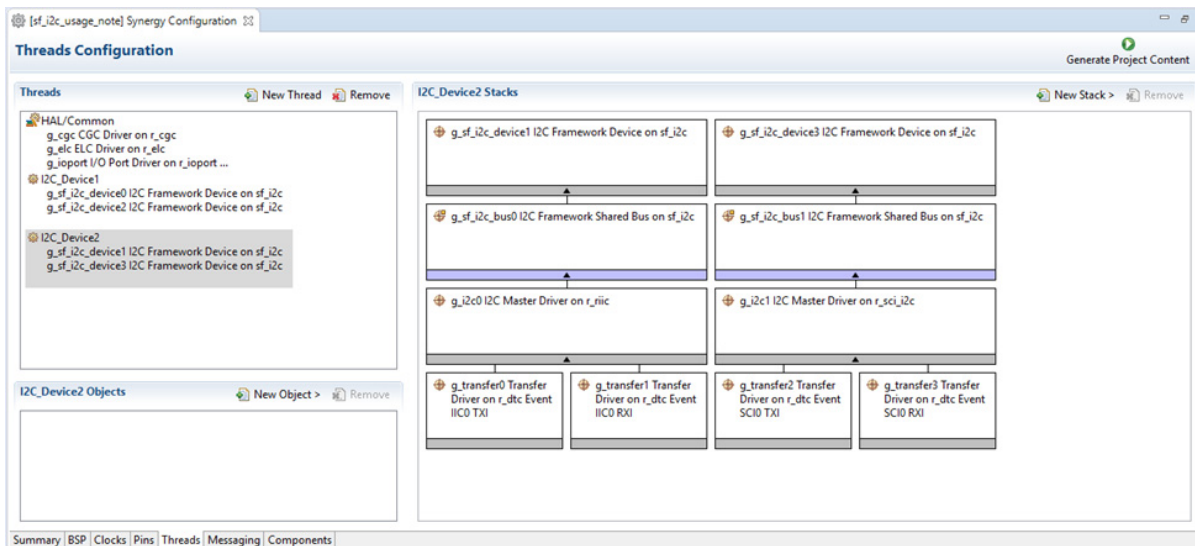 [sf_i2c_usage_note] Synergy Configuration
Threads Configuration
Generate Project Content
Threads
New Thread
Remove
HAL/Common
g_cgc CGC Driver on r_cgc
g_elc ELC Driver on r_elc
g_ioport I/O Port Driver on r_ioport ...
I2C_Device1
g_sf_i2c_device0 I2C Framework Device on sf_i2c
g_sf_i2c_device2 I2C Framework Device on sf_i2c
I2C_Device2
g_sf_i2c_device1 I2C Framework Device on sf_i2c
g_sf_i2c_device3 I2C Framework Device on sf_i2c
I2C_Device2 Objects
New Object >
Remove
I2C_Device2 Stacks
New Stack >
Remove
g_sf_i2c_device1 I2C Framework Device on sf_i2c
g_sf_i2c_device3 I2C Framework Device on sf_i2c
g_sf_i2c_bus0 I2C Framework Shared Bus on sf_i2c
g_sf_i2c_bus1 I2C Framework Shared Bus on sf_i2c
g_i2c0 I2C Master Driver on r_riic
g_i2c1 I2C Master Driver on r_sci_i2c
g_transfer0 Transfer
Driver on r_dtc Event
IIC0 TXI
g_transfer1 Transfer
Driver on r_dtc Event
IIC0 RXI
g_transfer2 Transfer
Driver on r_dtc Event
SCI0 TXI
g_transfer3 Transfer
Driver on r_dtc Event
SCI0 RXI
Summary BSP Clocks Pins Threads Messaging Components